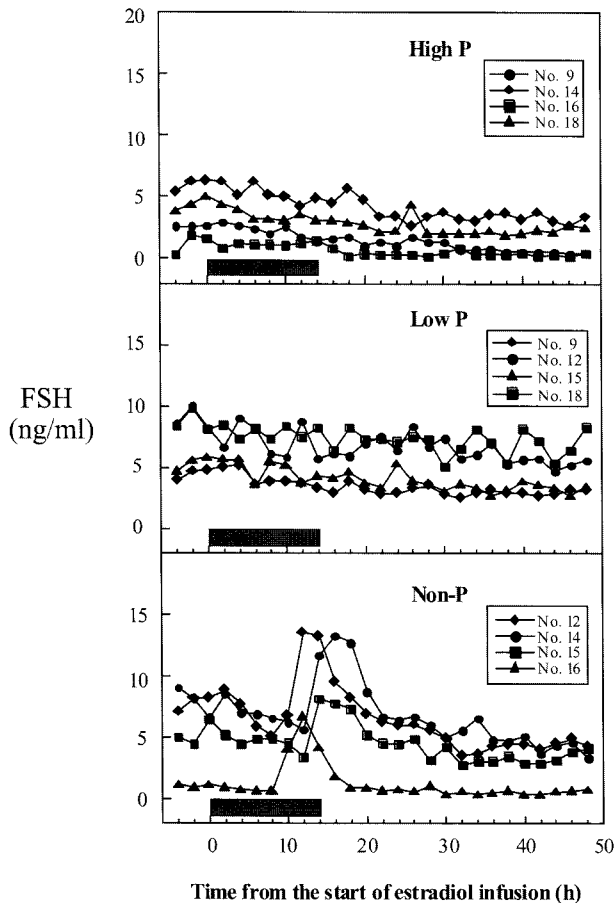 20
High P
No. 9
No. 14
No. 16
No. 18
15
10
5
0
Low P
No. 9
No. 12
No. 15
No. 18
15
10
5
0
FSH
(ng/ml)
Non-P
No. 12
No. 14
No. 15
No. 16
15
10
5
0
0 10 20 30 40 50
Time from the start of estradiol infusion (h)